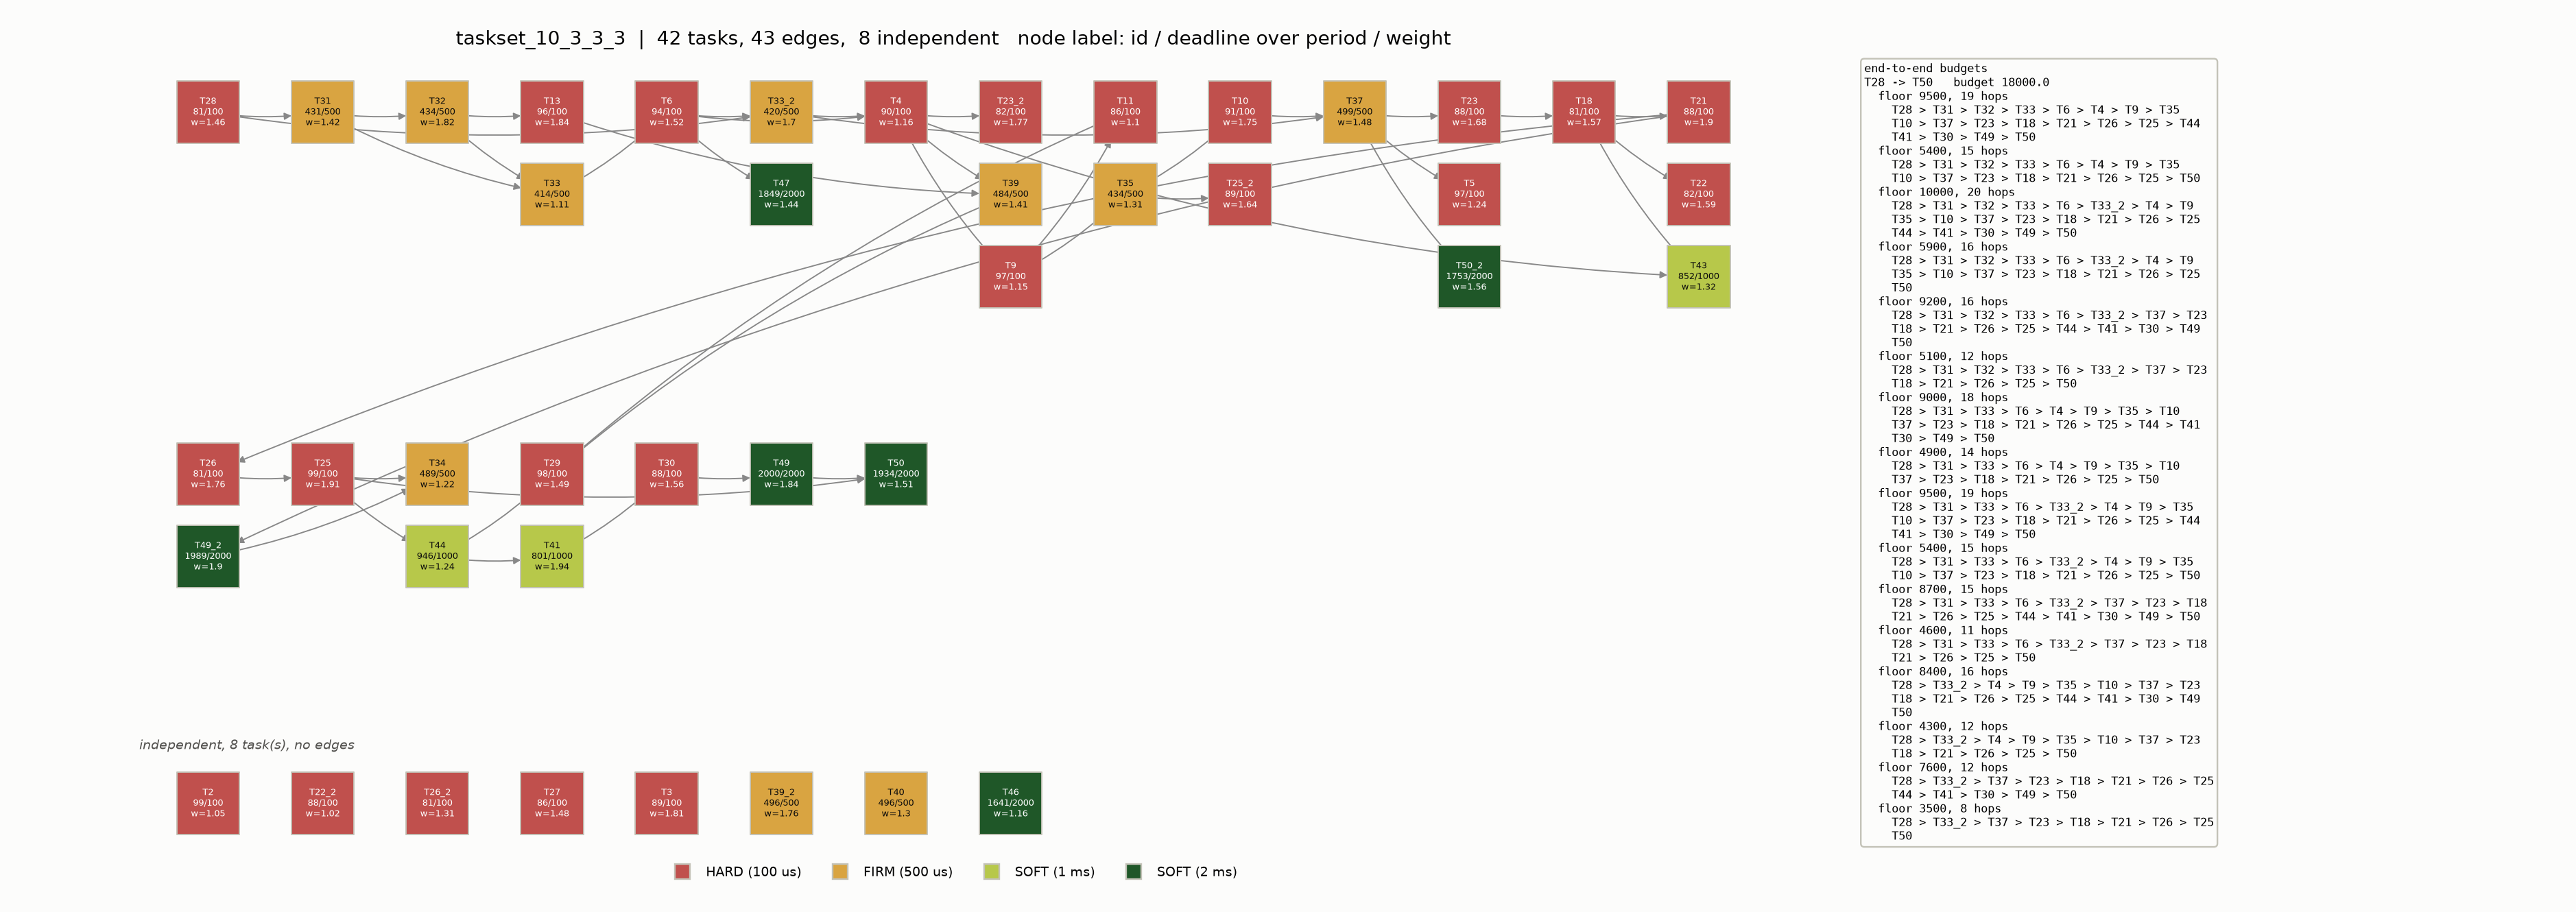 taskset_10_3_3_3  |  42 tasks, 43 edges,  8 independent   node label: id / deadline over period / weight
T28
81/100
w=1.46
T31
431/500
w=1.42
T32
434/500
w=1.82
T13
96/100
w=1.84
T6
94/100
w=1.52
T33_2
420/500
w=1.7
T4
90/100
w=1.16
T23_2
82/100
w=1.77
T11
86/100
w=1.1
T10
91/100
w=1.75
T37
499/500
w=1.48
T23
88/100
w=1.68
T18
81/100
w=1.57
T21
88/100
w=1.9
T33
414/500
w=1.11
T47
1849/2000
w=1.44
T39
484/500
w=1.41
T35
434/500
w=1.31
T25_2
89/100
w=1.64
T5
97/100
w=1.24
T22
82/100
w=1.59
T9
97/100
w=1.15
T50_2
1753/2000
w=1.56
T43
852/1000
w=1.32
T26
81/100
w=1.76
T25
99/100
w=1.91
T34
489/500
w=1.22
T29
98/100
w=1.49
T30
88/100
w=1.56
T49
2000/2000
w=1.84
T50
1934/2000
w=1.51
T49_2
1989/2000
w=1.9
T44
946/1000
w=1.24
T41
801/1000
w=1.94
independent, 8 task(s), no edges
T2
99/100
w=1.05
T22_2
88/100
w=1.02
T26_2
81/100
w=1.31
T27
86/100
w=1.48
T3
89/100
w=1.81
T39_2
496/500
w=1.76
T40
496/500
w=1.3
T46
1641/2000
w=1.16
HARD (100 us)
FIRM (500 us)
SOFT (1 ms)
SOFT (2 ms)
end-to-end budgets
T28 -> T50   budget 18000.0
floor 9500, 19 hops
T28 > T31 > T32 > T33 > T6 > T4 > T9 > T35
T10 > T37 > T23 > T18 > T21 > T26 > T25 > T44
T41 > T30 > T49 > T50
floor 5400, 15 hops
T28 > T31 > T32 > T33 > T6 > T4 > T9 > T35
T10 > T37 > T23 > T18 > T21 > T26 > T25 > T50
floor 10000, 20 hops
T28 > T31 > T32 > T33 > T6 > T33_2 > T4 > T9
T35 > T10 > T37 > T23 > T18 > T21 > T26 > T25
T44 > T41 > T30 > T49 > T50
floor 5900, 16 hops
T28 > T31 > T32 > T33 > T6 > T33_2 > T4 > T9
T35 > T10 > T37 > T23 > T18 > T21 > T26 > T25
T50
floor 9200, 16 hops
T28 > T31 > T32 > T33 > T6 > T33_2 > T37 > T23
T18 > T21 > T26 > T25 > T44 > T41 > T30 > T49
T50
floor 5100, 12 hops
T28 > T31 > T32 > T33 > T6 > T33_2 > T37 > T23
T18 > T21 > T26 > T25 > T50
floor 9000, 18 hops
T28 > T31 > T33 > T6 > T4 > T9 > T35 > T10
T37 > T23 > T18 > T21 > T26 > T25 > T44 > T41
T30 > T49 > T50
floor 4900, 14 hops
T28 > T31 > T33 > T6 > T4 > T9 > T35 > T10
T37 > T23 > T18 > T21 > T26 > T25 > T50
floor 9500, 19 hops
T28 > T31 > T33 > T6 > T33_2 > T4 > T9 > T35
T10 > T37 > T23 > T18 > T21 > T26 > T25 > T44
T41 > T30 > T49 > T50
floor 5400, 15 hops
T28 > T31 > T33 > T6 > T33_2 > T4 > T9 > T35
T10 > T37 > T23 > T18 > T21 > T26 > T25 > T50
floor 8700, 15 hops
T28 > T31 > T33 > T6 > T33_2 > T37 > T23 > T18
T21 > T26 > T25 > T44 > T41 > T30 > T49 > T50
floor 4600, 11 hops
T28 > T31 > T33 > T6 > T33_2 > T37 > T23 > T18
T21 > T26 > T25 > T50
floor 8400, 16 hops
T28 > T33_2 > T4 > T9 > T35 > T10 > T37 > T23
T18 > T21 > T26 > T25 > T44 > T41 > T30 > T49
T50
floor 4300, 12 hops
T28 > T33_2 > T4 > T9 > T35 > T10 > T37 > T23
T18 > T21 > T26 > T25 > T50
floor 7600, 12 hops
T28 > T33_2 > T37 > T23 > T18 > T21 > T26 > T25
T44 > T41 > T30 > T49 > T50
floor 3500, 8 hops
T28 > T33_2 > T37 > T23 > T18 > T21 > T26 > T25
T50